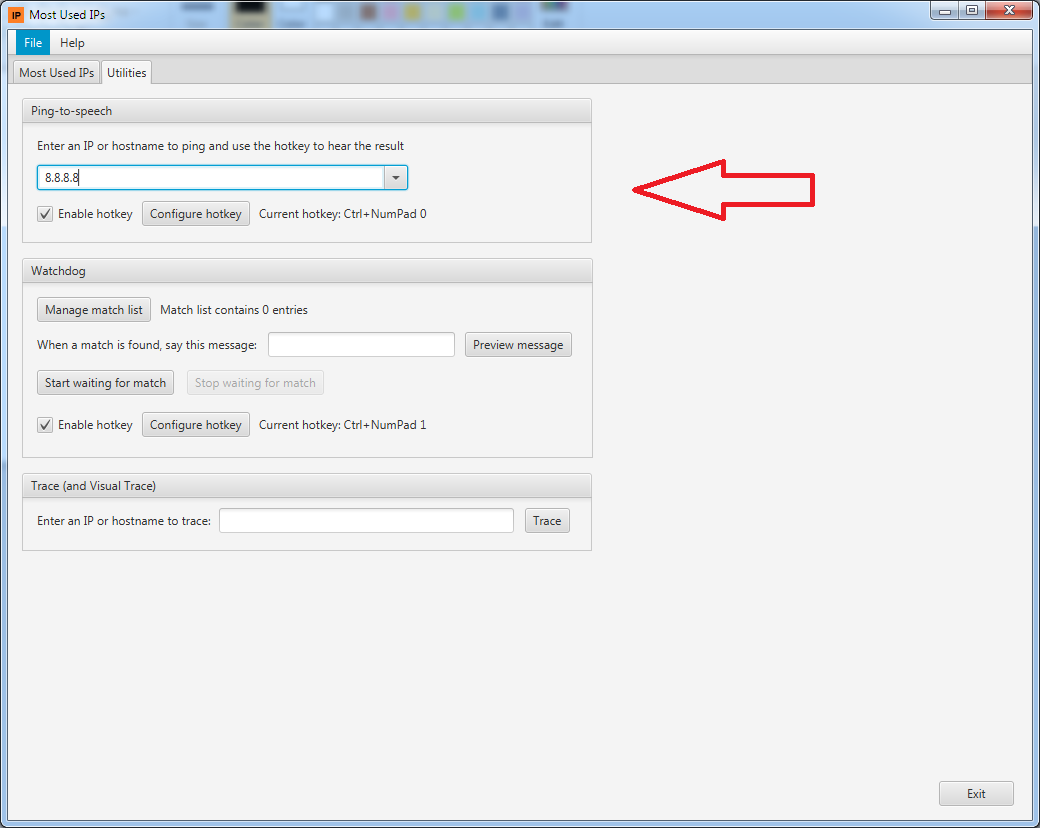 IP Most Used IPs
File Help
Most Used IPs Utilities
Ping-to-speech
Enter an IP or hostname to ping and use the hotkey to hear the result
8.8.8.8
Enable hotkey Configure hotkey Current hotkey: Ctrl+NumPad 0
Watchdog
Manage match list Match list contains 0 entries
When a match is found, say this message: Preview message
Start waiting for match Stop waiting for match
Enable hotkey Configure hotkey Current hotkey: Ctrl+NumPad 1
Trace (and Visual Trace)
Enter an IP or hostname to trace: Trace
Exit